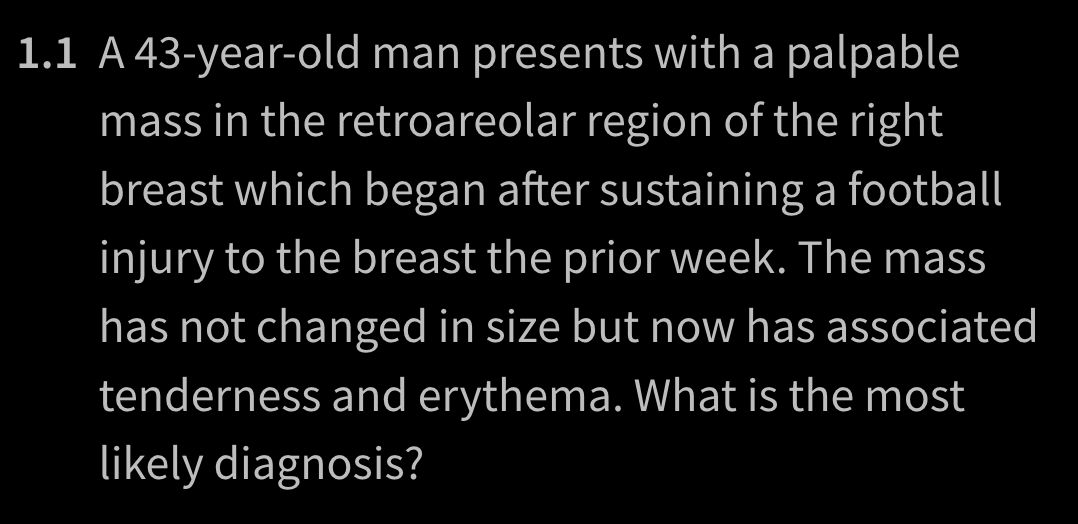 1.1 A 43-year-old man presents with a palpable
mass in the retroareolar region of the right
breast which began after sustaining a football
injury to the breast the prior week. The mass
has not changed in size but now has associated
tenderness and erythema. What is the most
likely diagnosis?